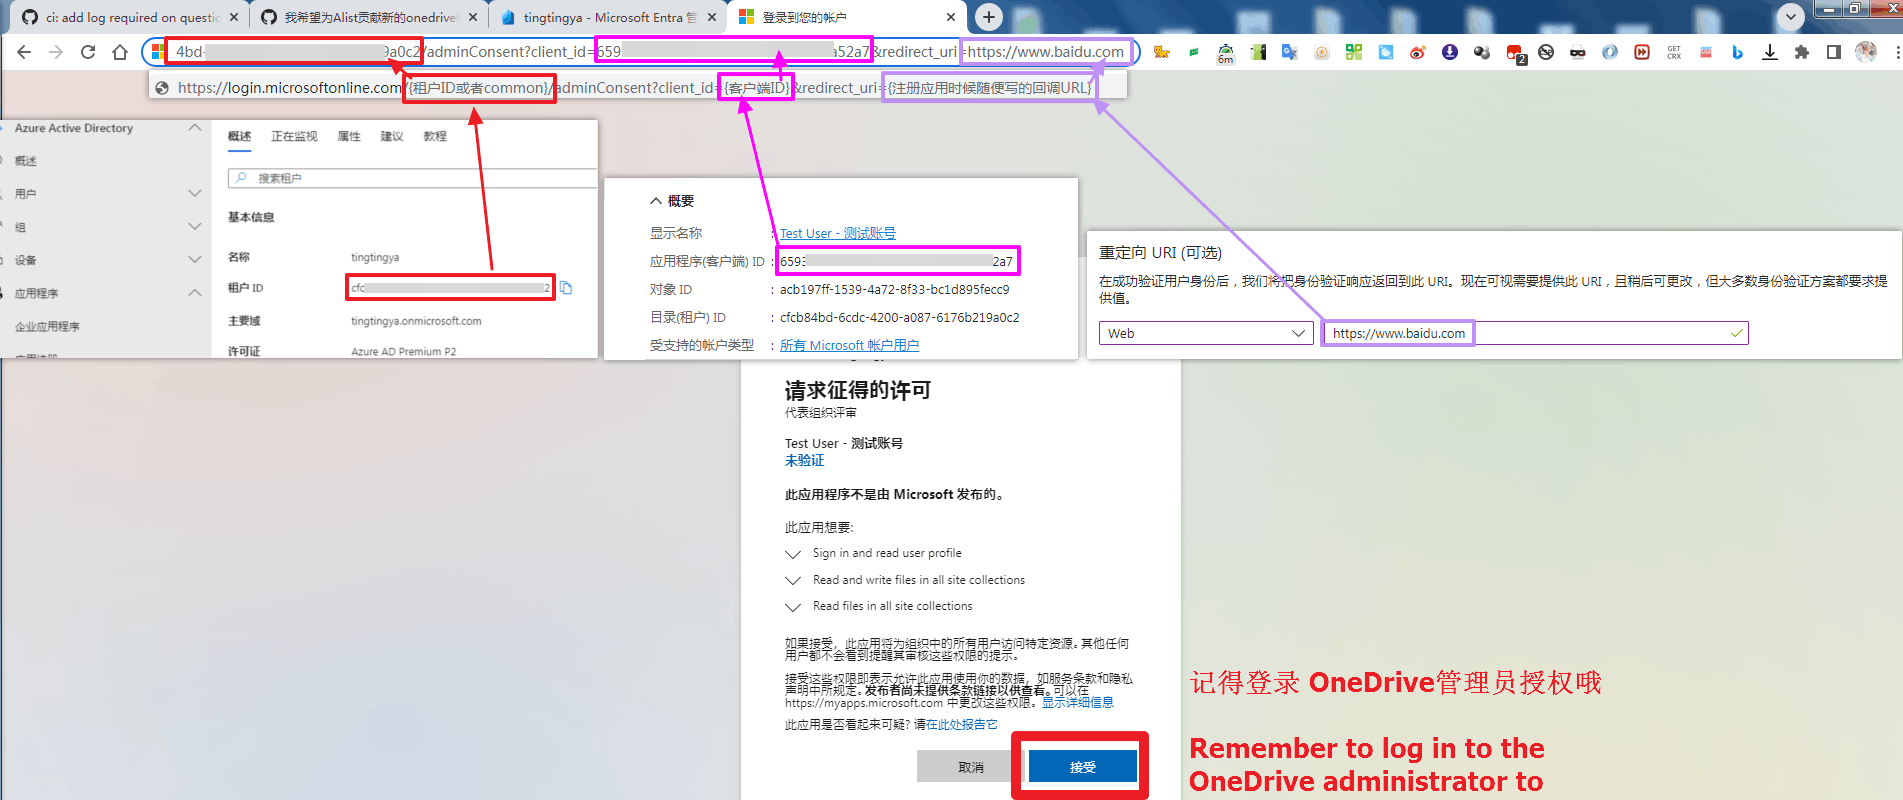 ci: add log required on questio
我希望为Alist贡献新的onedrive
tingtingya - Microsoft Entra 管
登录到您的帐户
4bd-
9a0c2/adminConsent?client_id=659
a52a7&redirect_uri=https://www.baidu.com
6m
2
GET
CRX
https://login.microsoftonline.com/{租户ID或者common}/adminConsent?client_id={客户端ID}&redirect_uri={注册应用时候随便写的回调URL}
Azure Active Directory
概述
用户
组
设备
应用程序
企业应用程序
概述 正在监视 属性 建议 教程
搜索租户
基本信息
名称 tingtingya
租户 ID cfc 2
主要域 tingtingya.onmicrosoft.com
许可证 Azure AD Premium P2
概要
显示名称 : Test User - 测试账号
应用程序(客户端) ID : 6593 2a7
对象 ID : acb197ff-1539-4a72-8f33-bc1d895fecc9
目录(租户) ID : cfcb84bd-6cdc-4200-a087-6176b219a0c2
受支持的帐户类型 : 所有 Microsoft 帐户用户
重定向 URI (可选)
在成功验证用户身份后，我们将把身份验证响应返回到此 URI。现在可视需要提供此 URI，且稍后可更改，但大多数身份验证方案都要求提
供值。
Web
https://www.baidu.com
请求征得的许可
代表组织评审
Test User - 测试账号
未验证
此应用程序不是由 Microsoft 发布的。
此应用想要:
Sign in and read user profile
Read and write files in all site collections
Read files in all site collections
如果接受，此应用将为组织中的所有用户访问特定资源。其他任何
用户都不会看到提醒其审核这些权限的提示。
接受这些权限即表示允许此应用使用你的数据，如服务条款和隐私
声明中所规定。发布者尚未提供条款链接以供查看。可以在
https://myapps.microsoft.com 中更改这些权限。显示详细信息
此应用是否看起来可疑? 请在此处报告它
取消
接受
记得登录 OneDrive管理员授权哦
Remember to log in to the
OneDrive administrator to